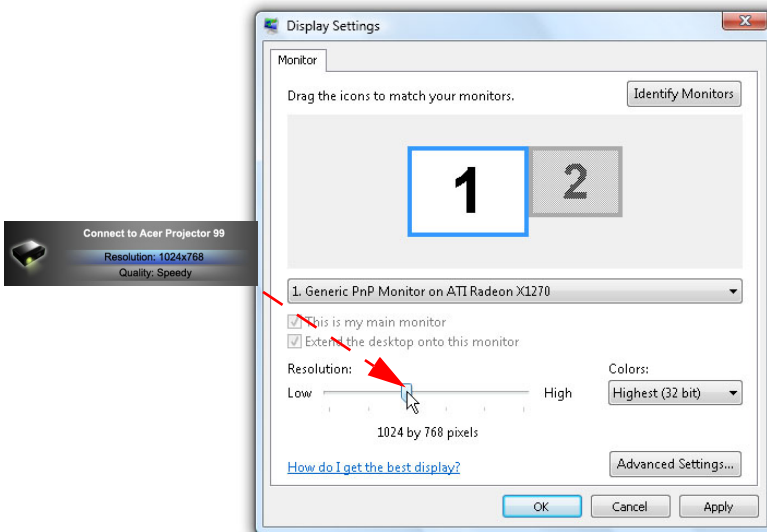 Display Settings
Monitor
Drag the icons to match your monitors.
Identify Monitors
1
2
Connect to Acer Projector 99
Resolution: 1024x768
Quality: Speedy
1. Generic PnP Monitor on ATI Radeon X1270
This is my main monitor
Extend the desktop onto this monitor
Resolution:
Colors:
Low
High
Highest (32 bit)
1024 by 768 pixels
How do I get the best display?
Advanced Settings...
OK
Cancel
Apply